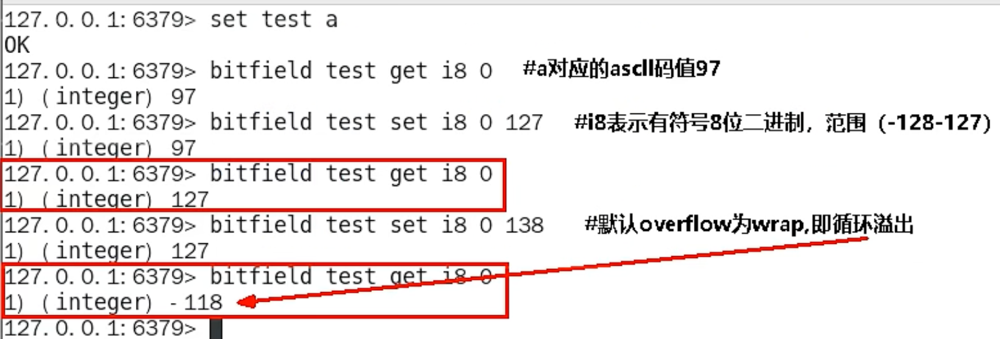 127.0.0.1:6379> set test a
OK
127.0.0.1:6379> bitfield test get i8 0 #a对应的ascll码值97
1) (integer) 97
127.0.0.1:6379> bitfield test set i8 0 127 #i8表示有符号8位二进制，范围（-128-127）
1) (integer) 97
127.0.0.1:6379> bitfield test get i8 0
1) (integer) 127
127.0.0.1:6379> bitfield test set i8 0 138 #默认overflow为wrap,即循环溢出
1) (integer) 127
127.0.0.1:6379> bitfield test get i8 0
1) (integer) -118
127.0.0.1:6379>